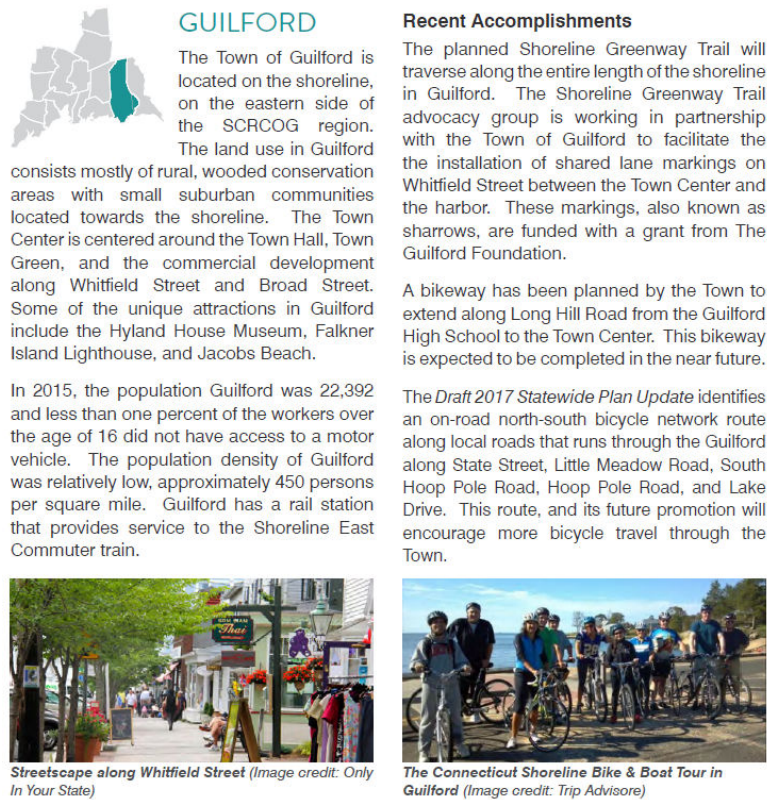 GUILFORD
The Town of Guilford is
located on the shoreline,
on the eastern side of
the SCRCOG region.
The land use in Guilford
consists mostly of rural, wooded conservation
areas with small suburban communities
located towards the shoreline. The Town
Center is centered around the Town Hall, Town
Green, and the commercial development
along Whitfield Street and Broad Street.
Some of the unique attractions in Guilford
include the Hyland House Museum, Falkner
Island Lighthouse, and Jacobs Beach.
In 2015, the population Guilford was 22,392
and less than one percent of the workers over
the age of 16 did not have access to a motor
vehicle. The population density of Guilford
was relatively low, approximately 450 persons
per square mile. Guilford has a rail station
that provides service to the Shoreline East
Commuter train.
Thai
Streetscape along Whitfield Street (Image credit: Only
In Your State)
Recent Accomplishments
The planned Shoreline Greenway Trail will
traverse along the entire length of the shoreline
in Guilford. The Shoreline Greenway Trail
advocacy group is working in partnership
with the Town of Guilford to facilitate the
the installation of shared lane markings on
Whitfield Street between the Town Center and
the harbor. These markings, also known as
sharrows, are funded with a grant from The
Guilford Foundation.
A bikeway has been planned by the Town to
extend along Long Hill Road from the Guilford
High School to the Town Center. This bikeway
is expected to be completed in the near future.
The Draft 2017 Statewide Plan Update identifies
an on-road north-south bicycle network route
along local roads that runs through the Guilford
along State Street, Little Meadow Road, South
Hoop Pole Road, Hoop Pole Road, and Lake
Drive. This route, and its future promotion will
encourage more bicycle travel through the
Town.
The Connecticut Shoreline Bike & Boat Tour in
Guilford (Image credit: Trip Advisore)